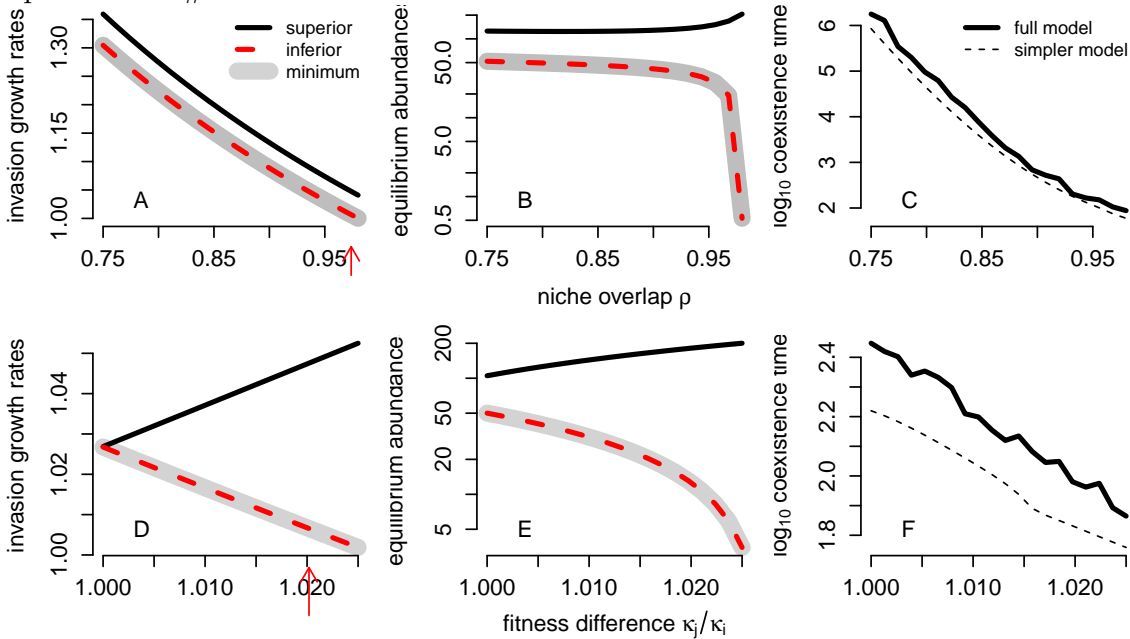 invasion growth rates
1.00
1.15
1.30
superior
inferior
minimum
A
0.75
0.85
0.95
equilibrium abundance
0.5
5.0
50.0
B
0.75
0.85
0.95
niche overlap ρ
log10 coexistence time
2
3
4
5
6
full model
simpler model
C
0.75
0.85
0.95
invasion growth rates
1.00
1.02
1.04
D
1.000
1.010
1.020
equilibrium abundance
5
20
50
200
E
1.000
1.010
1.020
fitness difference κj/κi
log10 coexistence time
1.8
2.0
2.2
2.4
F
1.000
1.010
1.020